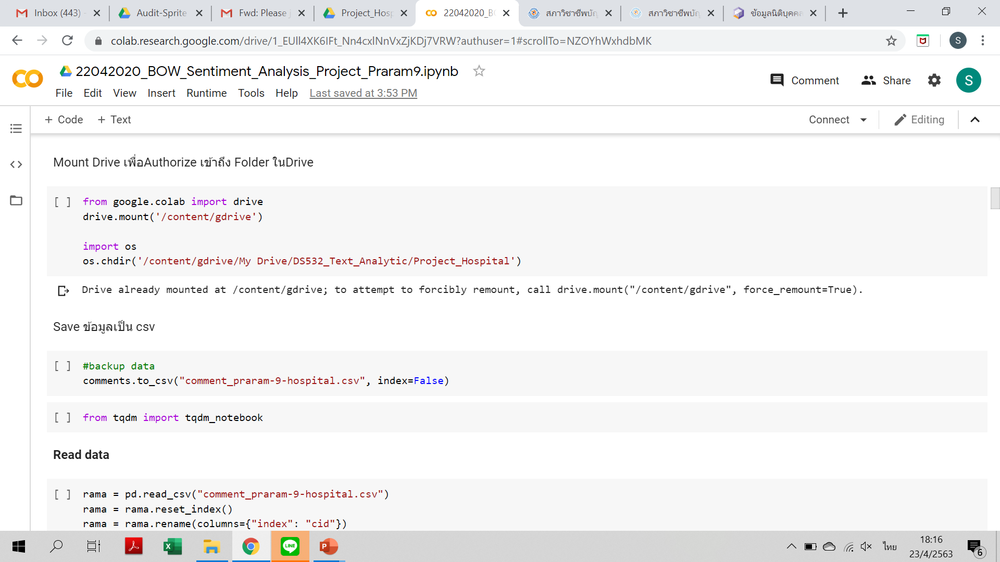 Inbox (443) -
Audit-Sprite
Fwd: Please
Project_Hosp
22042020_BO
สภาวิชาชีพบัญ
สภาวิชาชีพบัญ
ข้อมูลนิติบุคคล
colab.research.google.com/drive/1_EUll4XK6IFt_Nn4cxlNnVxZjKDj7VRW?authuser=1#scrollTo=NZOYhWxhdbMK
S
22042020_BOW_Sentiment_Analysis_Project_Praram9.ipynb
Comment
Share
S
File Edit View Insert Runtime Tools Help Last saved at 3:53 PM
+ Code + Text
Connect
Editing
Mount Drive เพื่อAuthorize เข้าถึง Folder ในDrive
[ ] from google.colab import drive
drive.mount('/content/gdrive')
import os
os.chdir('/content/gdrive/My Drive/DS532_Text_Analytic/Project_Hospital')
Drive already mounted at /content/gdrive; to attempt to forcibly remount, call drive.mount("/content/gdrive", force_remount=True).
Save ข้อมูลเป็น csv
[ ] #backup data
comments.to_csv("comment_praram-9-hospital.csv", index=False)
[ ] from tqdm import tqdm_notebook
Read data
[ ] rama = pd.read_csv("comment_praram-9-hospital.csv")
rama = rama.reset_index()
rama = rama.rename(columns={"index": "cid"})
LINE
ไทย
18:16
23/4/2563
6